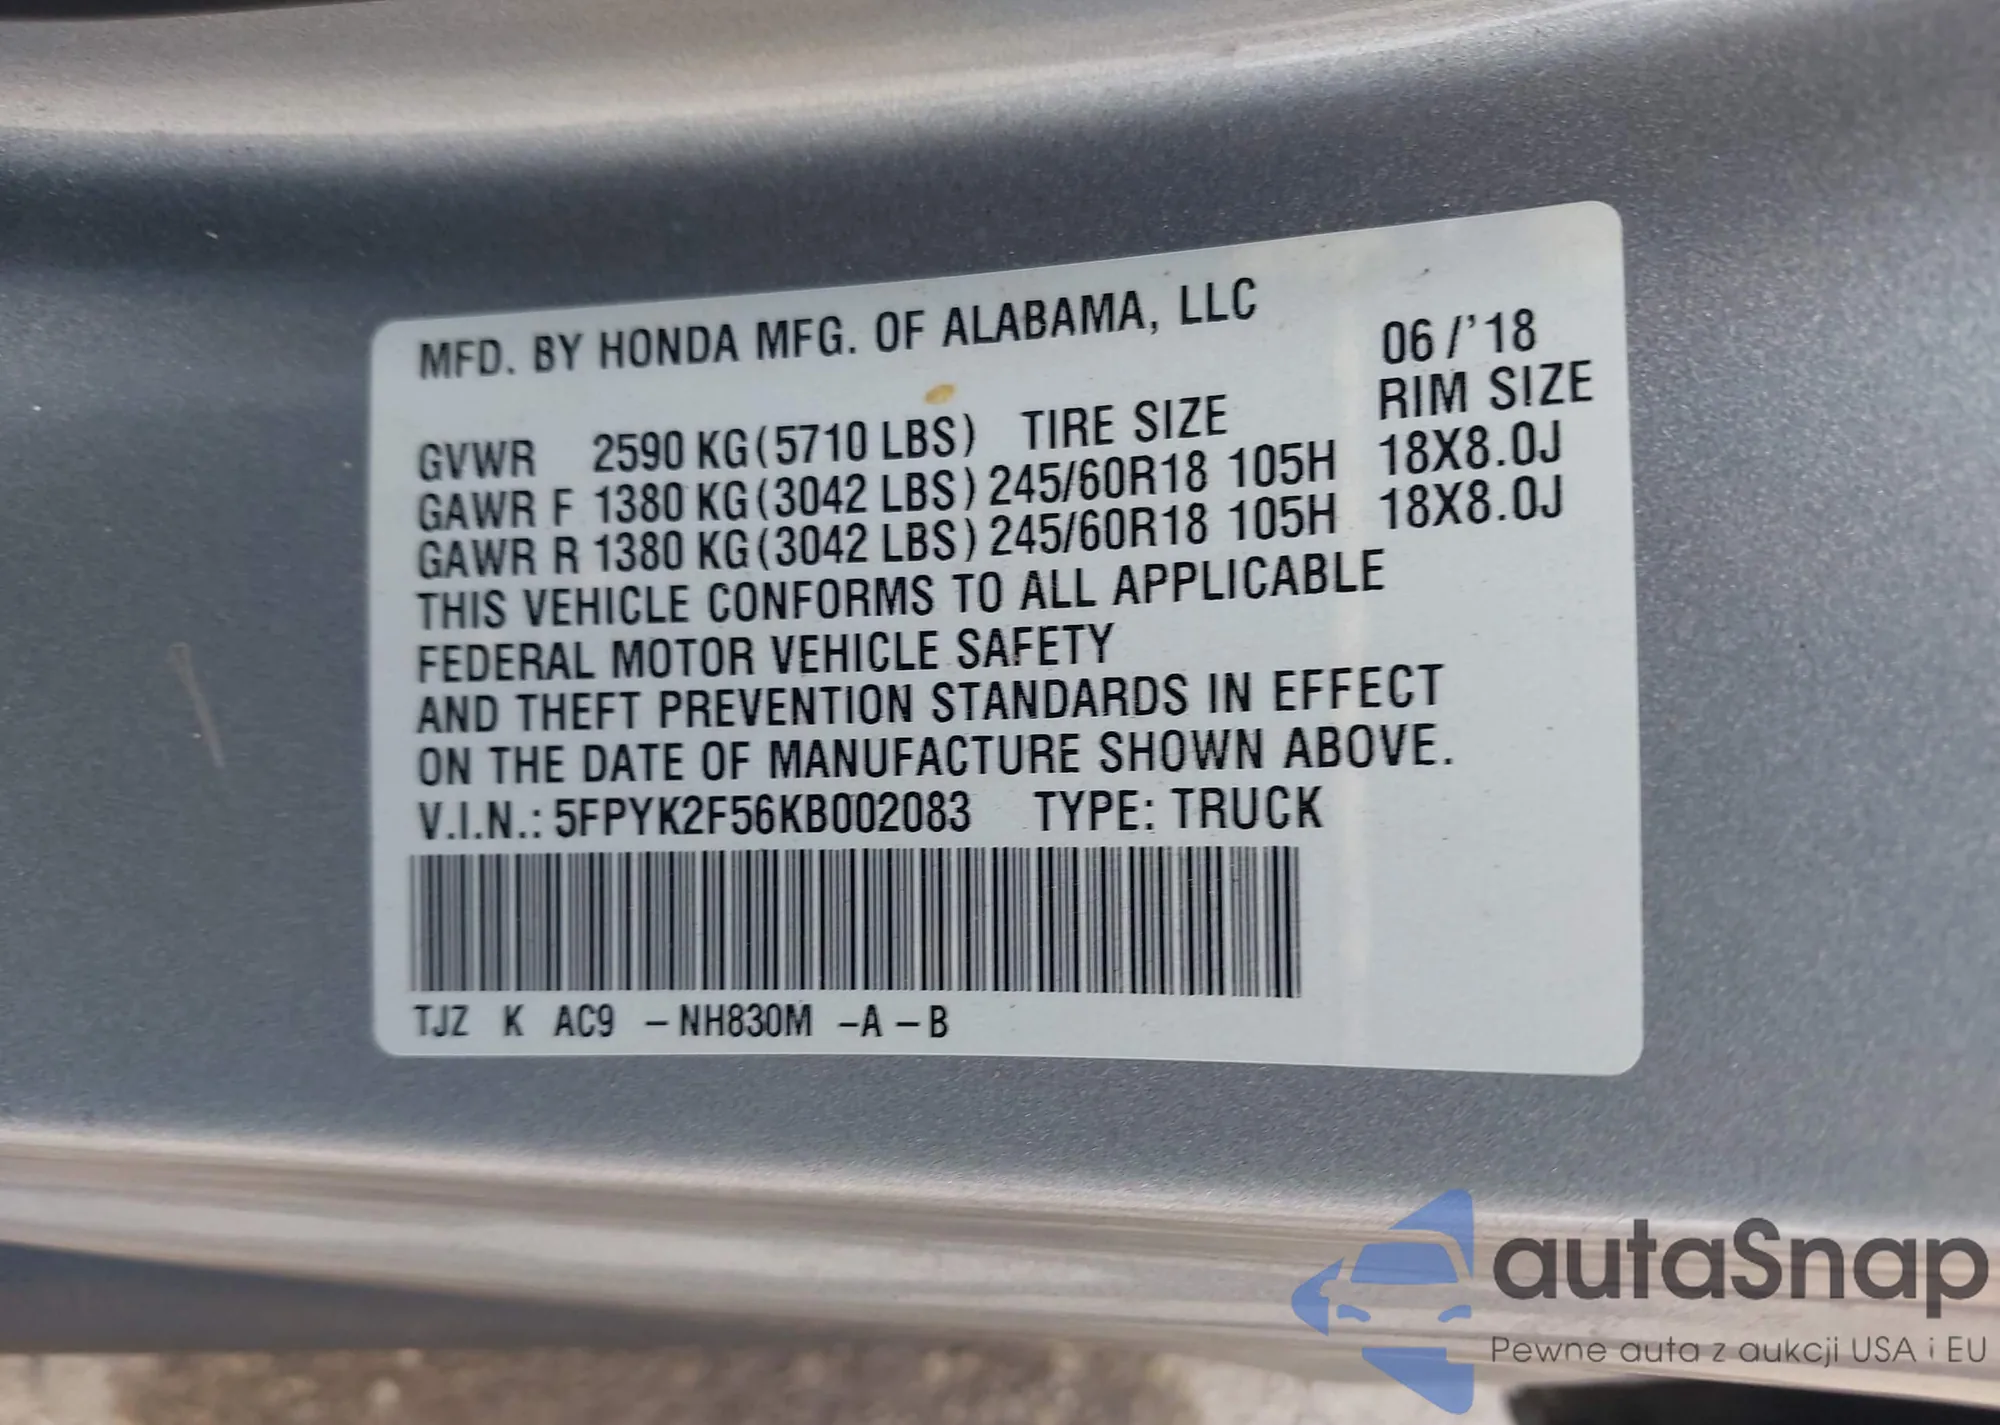 MFD. BY HONDA MFG. OF ALABAMA, LLC 06/'18
RIM SIZE
GVWR 2590 KG(5710 LBS) TIRE SIZE
GAWR F 1380 KG(3042 LBS) 245/60R18 105H 18X8.0J
GAWR R 1380 KG(3042 LBS) 245/60R18 105H 18X8.0J
THIS VEHICLE CONFORMS TO ALL APPLICABLE
FEDERAL MOTOR VEHICLE SAFETY
AND THEFT PREVENTION STANDARDS IN EFFECT
ON THE DATE OF MANUFACTURE SHOWN ABOVE.
V.I.N.: 5FPYK2F56KB002083 TYPE: TRUCK
TJZ K AC9 -NH830M -A -B
autaSnap
Pewne auta z aukcji USA i EU